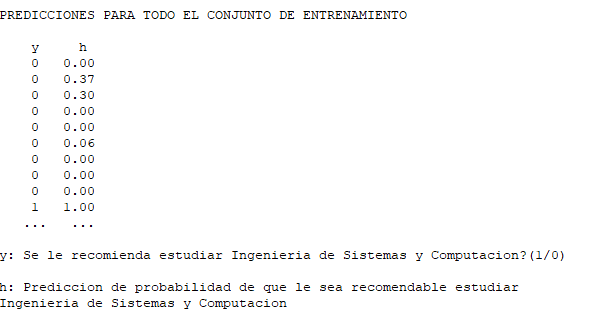 PREDICCIONES PARA TODO EL CONJUNTO DE ENTRENAMIENTO
y h
0 0.00
0 0.37
0 0.30
0 0.00
0 0.00
0 0.06
0 0.00
0 0.00
0 0.00
1 1.00
... ...
y: Se le recomienda estudiar Ingenieria de Sistemas y Computacion?(1/0)
h: Prediccion de probabilidad de que le sea recomendable estudiar
Ingenieria de Sistemas y Computacion